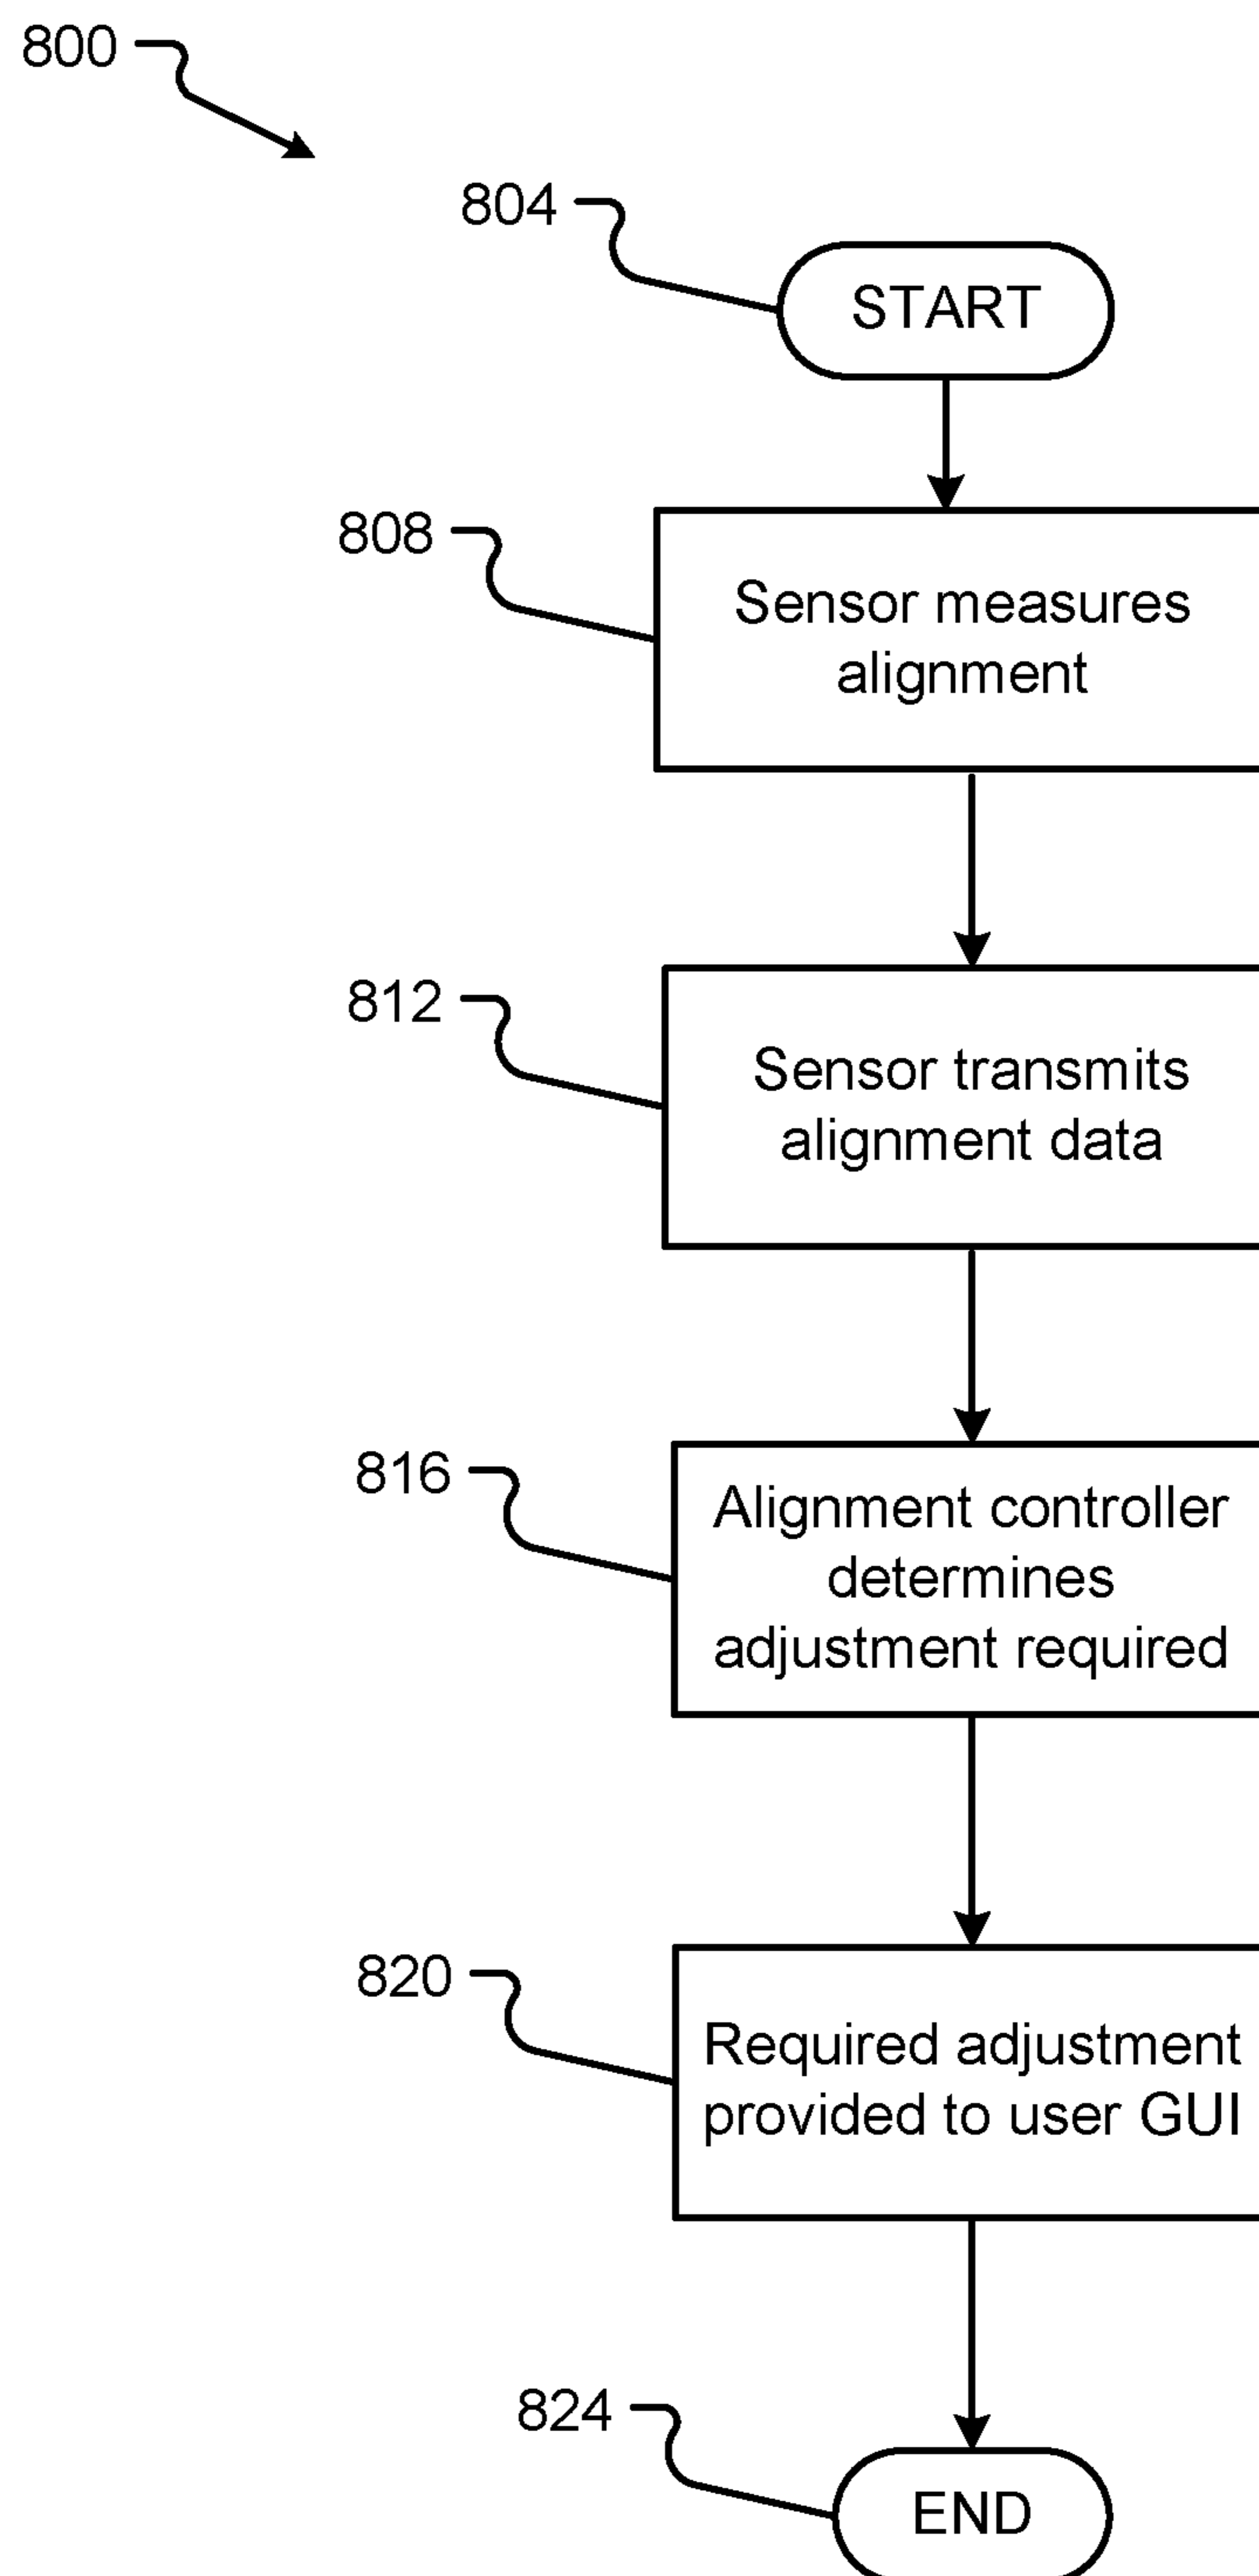 800
804
START
808
Sensor measures
alignment
812
Sensor transmits
alignment data
816
Alignment controller
determines
adjustment required
820
Required adjustment
provided to user GUI
824
END